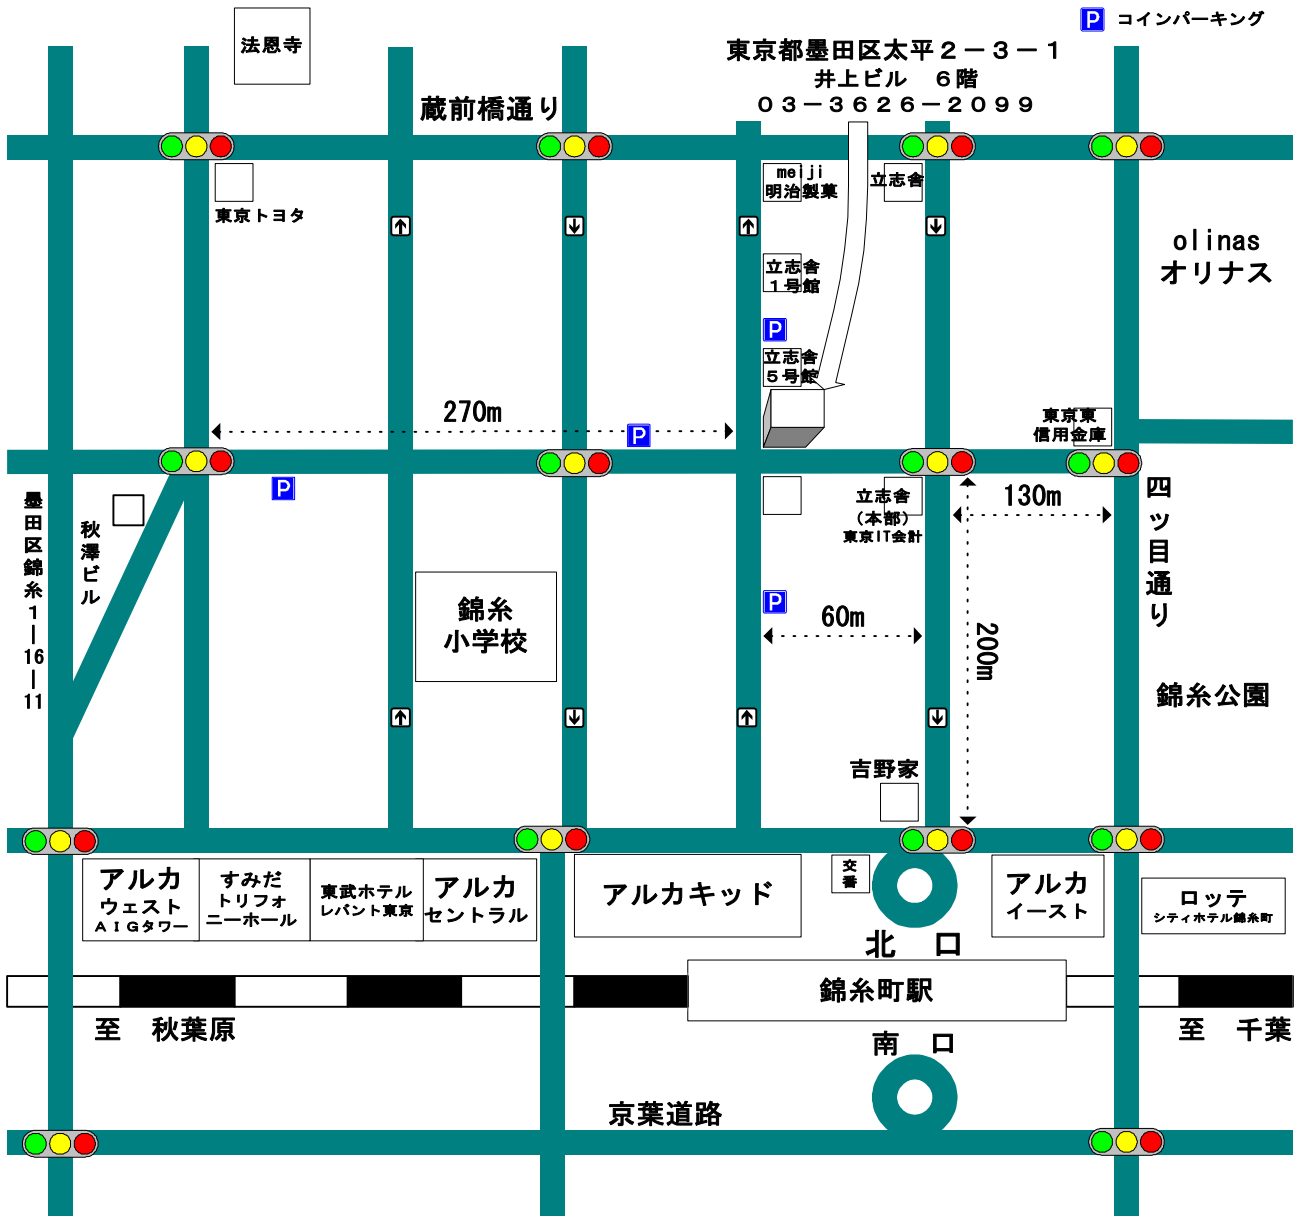 P コインパーキング
法恩寺
東京都墨田区太平２－３－１
井上ビル　６階
０３－３６２６－２０９９
蔵前橋通り
東京トヨタ
meiji
明治製菓
立志舎
olinas
オリナス
立志舎
１号館
P
立志舎
５号館
270m
P
東京東
信用金庫
P
墨田区錦糸１ー16ー11
秋澤ビル
立志舎
（本部）
東京IT会計
130m
四ッ目通り
錦糸
小学校
P
60m
200m
錦糸公園
吉野家
アルカ
ウェスト
ＡＩＧタワー
すみだ
トリフォ
ニーホール
東武ホテル
レバント東京
アルカ
セントラル
アルカキッド
交番
アルカ
イースト
ロッテ
シティホテル錦糸町
北　口
錦糸町駅
至　秋葉原
至　千葉
南　口
京葉道路